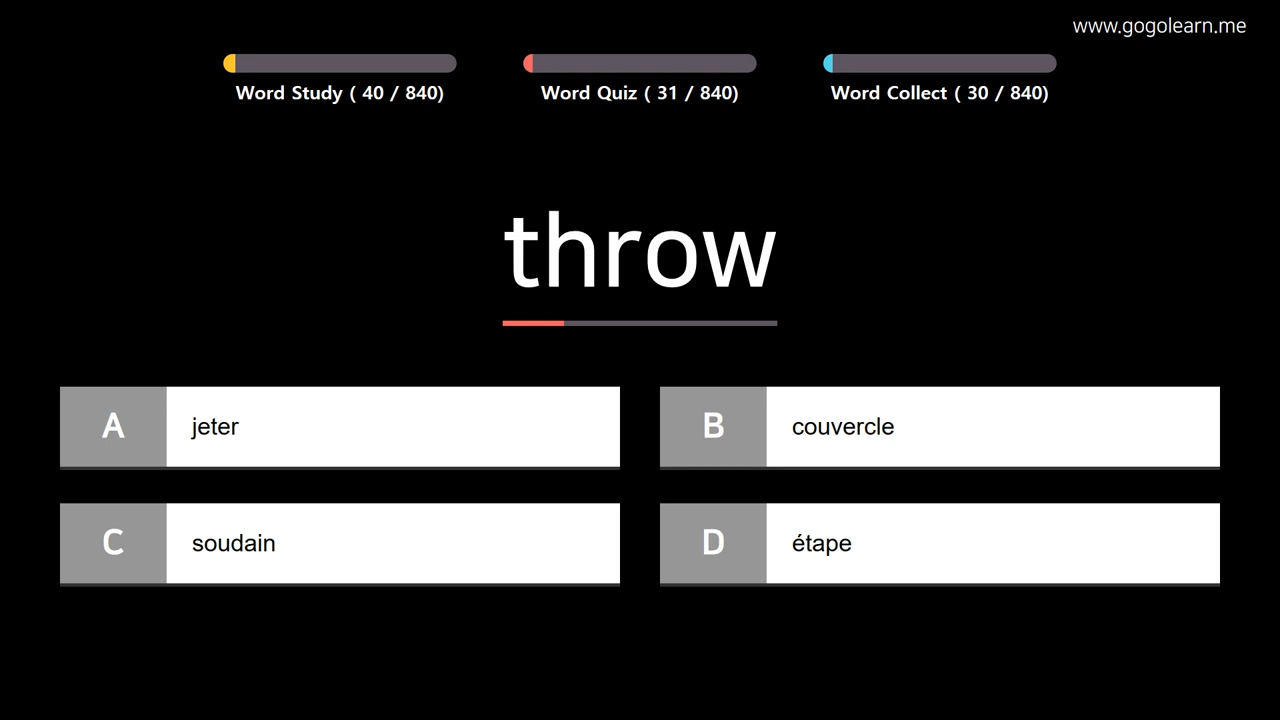 www.gogolearn.me
Word Study ( 40 / 840)
Word Quiz ( 31 / 840)
Word Collect ( 30 / 840)
throw
A jeter
B couvercle
C soudain
D étape